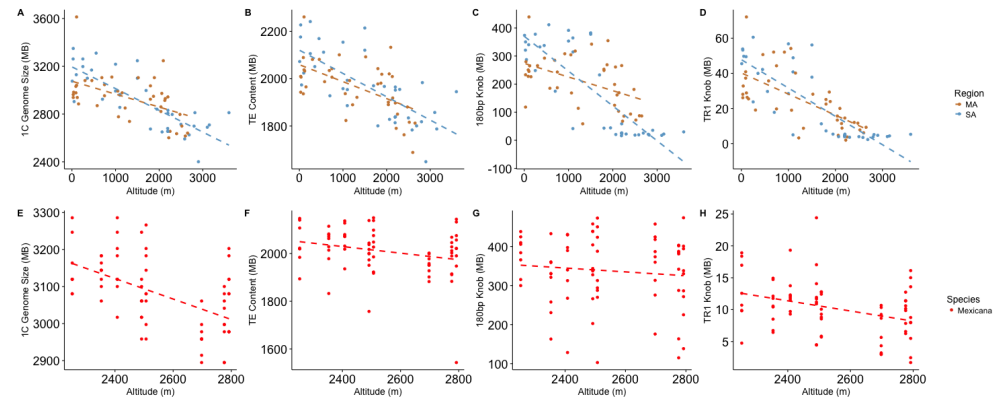 A
1C Genome Size (MB)
3600
3200
2800
2400
0
1000
2000
3000
Altitude (m)
B
TE Content (MB)
2200
2000
1800
0
1000
2000
3000
Altitude (m)
C
180bp Knob (MB)
400
300
200
100
0
-100
0
1000
2000
3000
Altitude (m)
D
TR1 Knob (MB)
60
40
20
0
0
1000
2000
3000
Altitude (m)
Region
MA
SA
E
1C Genome Size (MB)
3300
3200
3100
3000
2900
2400
2600
2800
Altitude (m)
F
TE Content (MB)
2000
1800
1600
2400
2600
2800
Altitude (m)
G
180bp Knob (MB)
400
300
200
100
2400
2600
2800
Altitude (m)
H
TR1 Knob (MB)
25
20
15
10
5
0
2400
2600
2800
Altitude (m)
Species
Mexicana